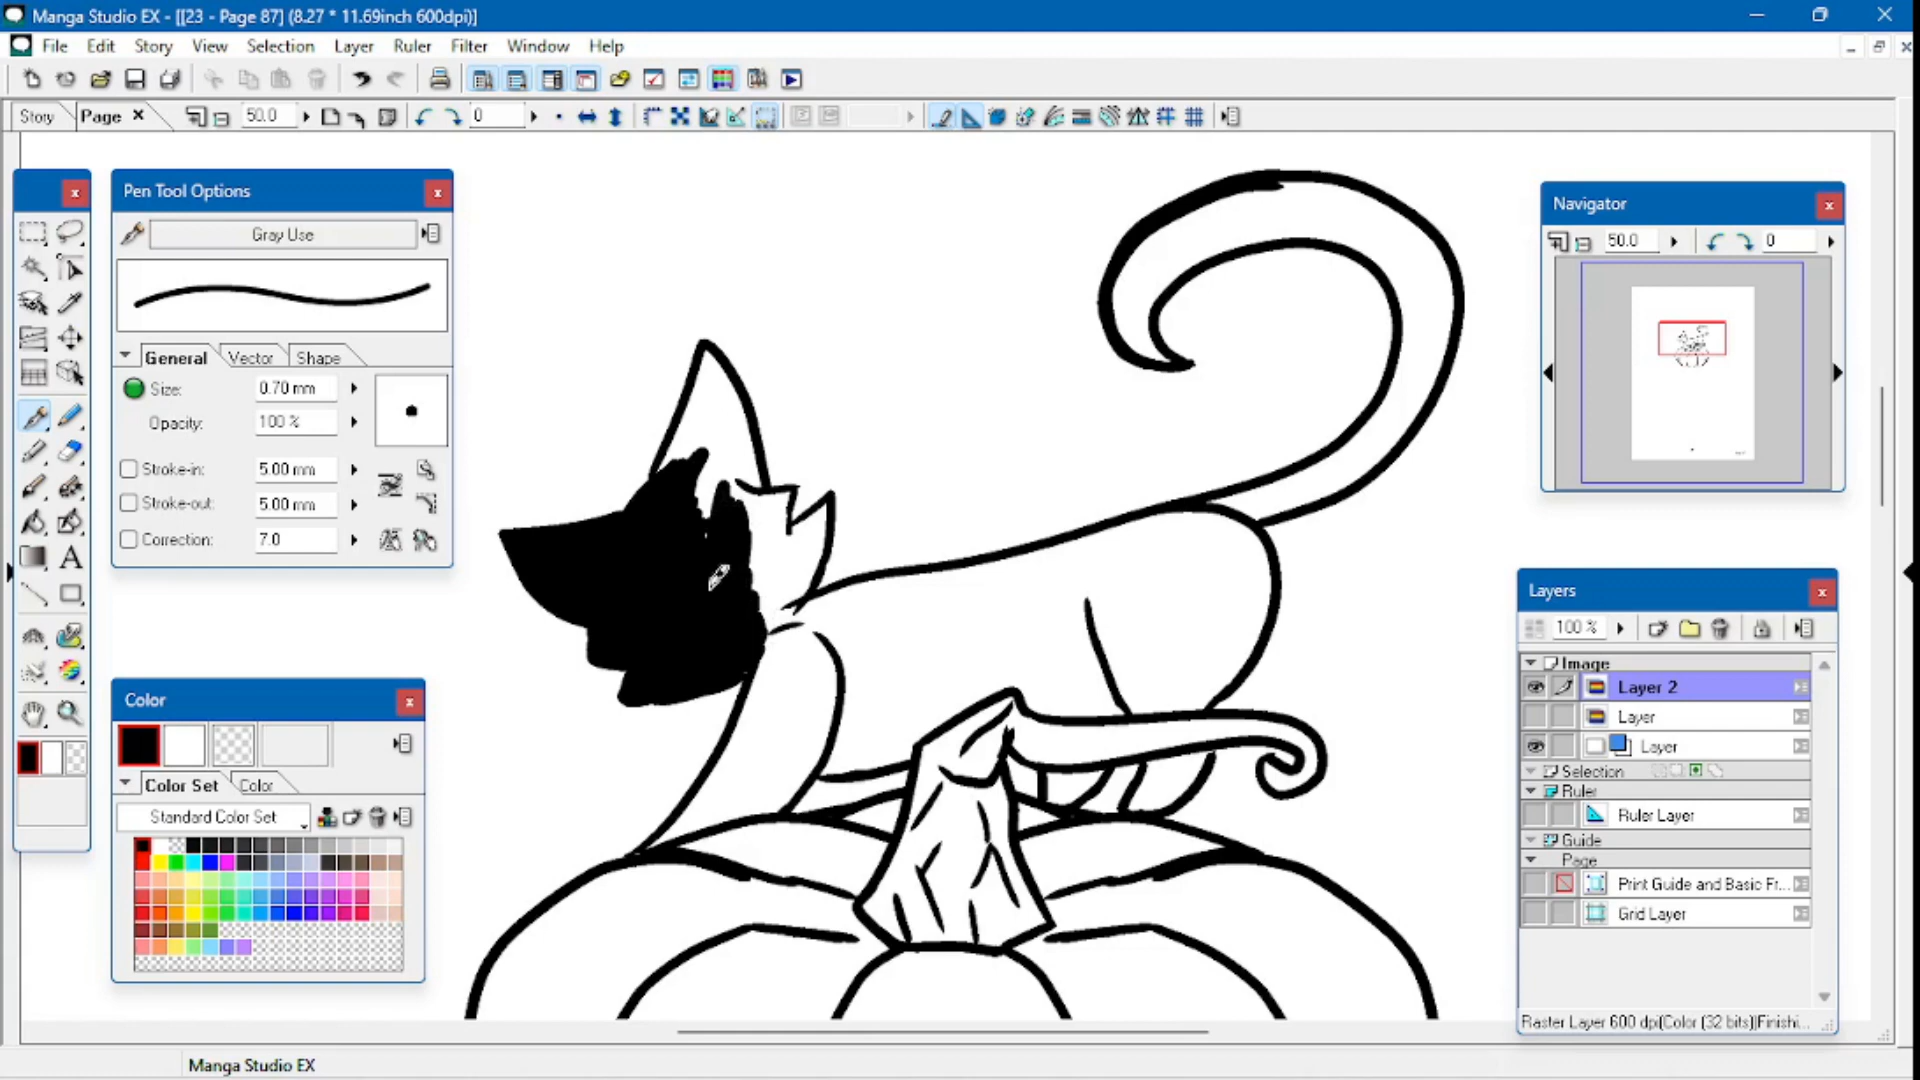 Manga Studio EX - [[23 - Page 87] (8.27 * 11.69inch 600dpi)]
File Edit Story View Selection Layer Ruler Filter Window Help
Story Page 50.0 0
Pen Tool Options
Gray Use
General Vector Shape
Size: 0.70 mm
Opacity: 100 %
Stroke-in: 5.00 mm
Stroke-out: 5.00 mm
Correction: 7.0
A
Color
Color Set Color
Standard Color Set
Navigator
50.0 0
Layers
100 %
Image
Layer 2
Layer
Layer
Selection
Ruler
Ruler Layer
Guide
Page
Print Guide and Basic Fr...
Grid Layer
Raster Layer 600 dpi(Color (32 bits))Finishi...
Manga Studio EX